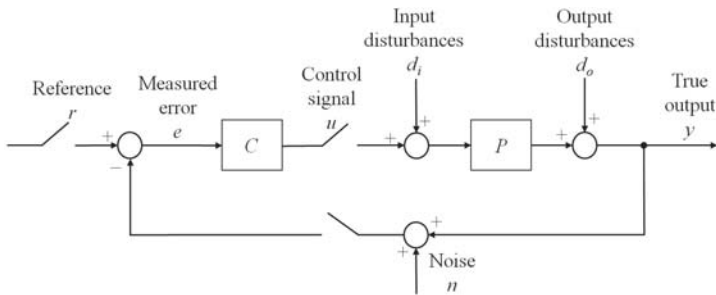 Input
disturbances
d_i
Output
disturbances
d_o
Reference
r
Measured
error
e
Control
signal
u
True
output
y
+
−
C
+
+
P
+
+
+
+
Noise
n